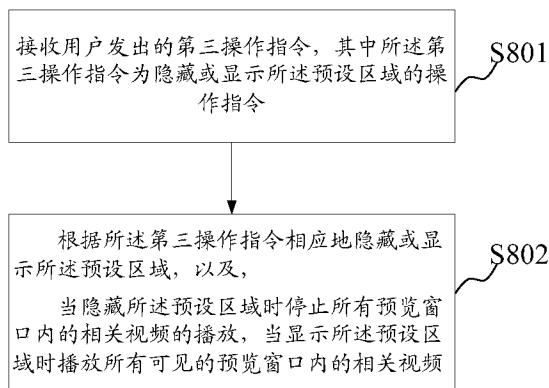 接收用户发出的第三操作指令，其中所述第
三操作指令为隐藏或显示所述预设区域的操
作指令
S801
根据所述第三操作指令相应地隐藏或显
示所述预设区域，以及，
当隐藏所述预设区域时停止所有预览窗
口内的相关视频的播放，当显示所述预设区
域时播放所有可见的预览窗口内的相关视频
S802